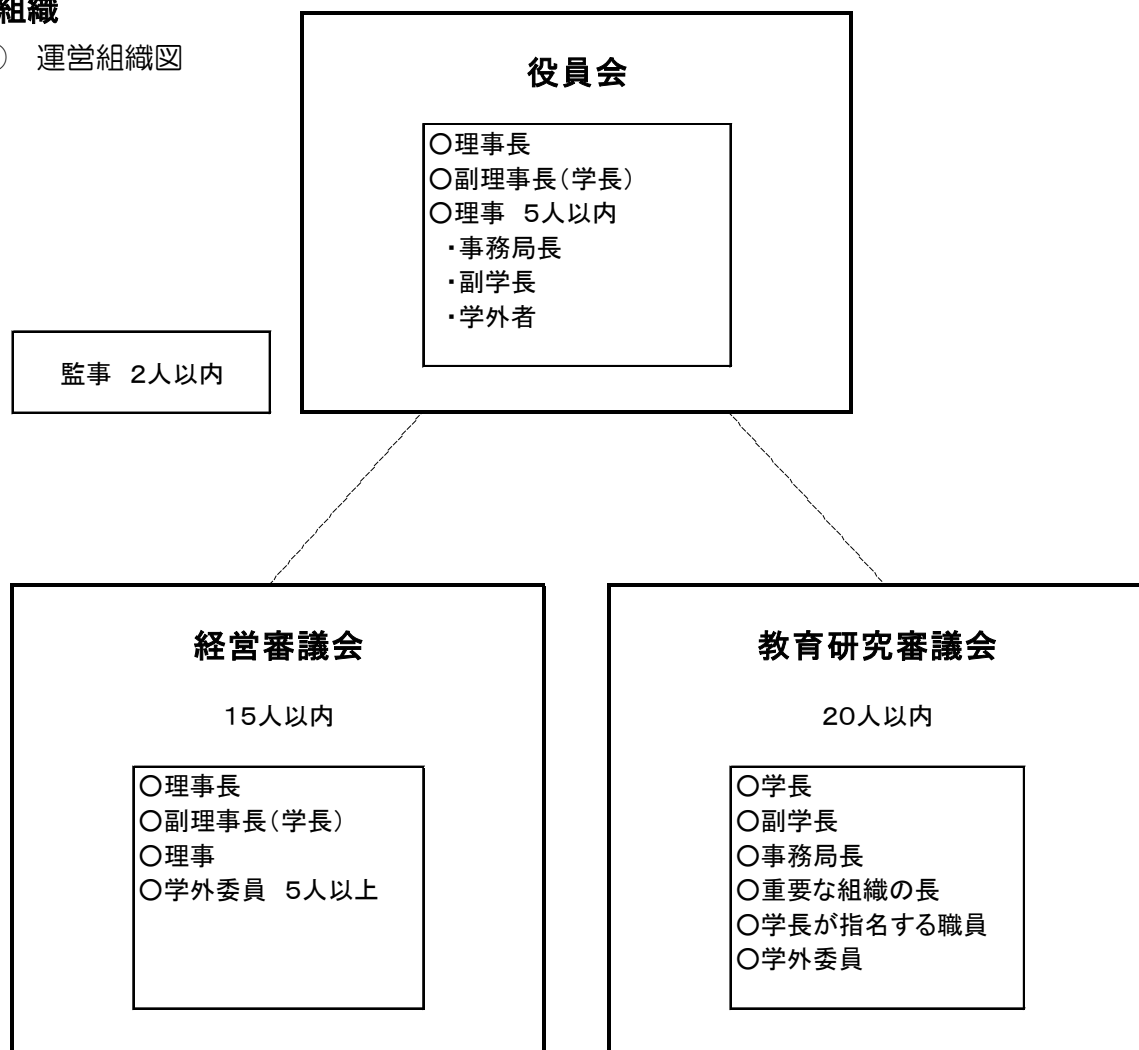 組織
） 運営組織図
役員会
○理事長
○副理事長（学長）
○理事 ５人以内
・事務局長
・副学長
・学外者
監事 ２人以内
経営審議会
１５人以内
○理事長
○副理事長（学長）
○理事
○学外委員 ５人以上
教育研究審議会
２０人以内
○学長
○副学長
○事務局長
○重要な組織の長
○学長が指名する職員
○学外委員